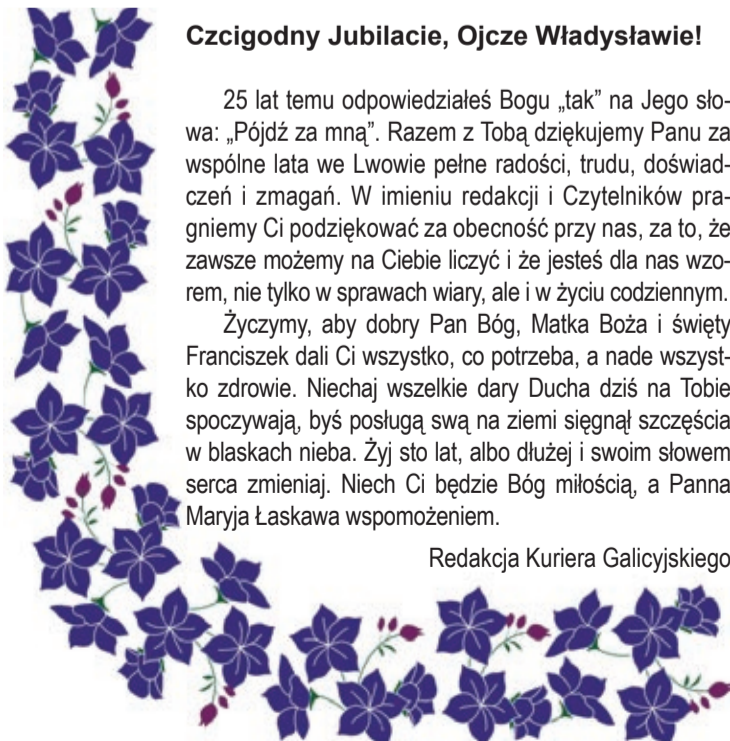 Czcigodny Jubilacie, Ojcze Władysławie!
25 lat temu odpowiedziałeś Bogu „tak” na Jego sło-
wa: „Pójdź za mną”. Razem z Tobą dziękujemy Panu za
wspólne lata we Lwowie pełne radości, trudu, doświad-
czeń i zmagań. W imieniu redakcji i Czytelników pra-
gniemy Ci podziękować za obecność przy nas, za to, że
zawsze możemy na Ciebie liczyć i że jesteś dla nas wzo-
rem, nie tylko w sprawach wiary, ale i w życiu codziennym.
Życzymy, aby dobry Pan Bóg, Matka Boża i święty
Franciszek dali Ci wszystko, co potrzeba, a nade wszyst-
ko zdrowie. Niechaj wszelkie dary Ducha dziś na Tobie
spoczywają, byś posługą swą na ziemi sięgnął szczęścia
w blaskach nieba. Żyj sto lat, albo dłużej i swoim słowem
serca zmieniaj. Niech Ci będzie Bóg miłością, a Panna
Maryja Łaskawa wspomożeniem.
Redakcja Kuriera Galicyjskiego